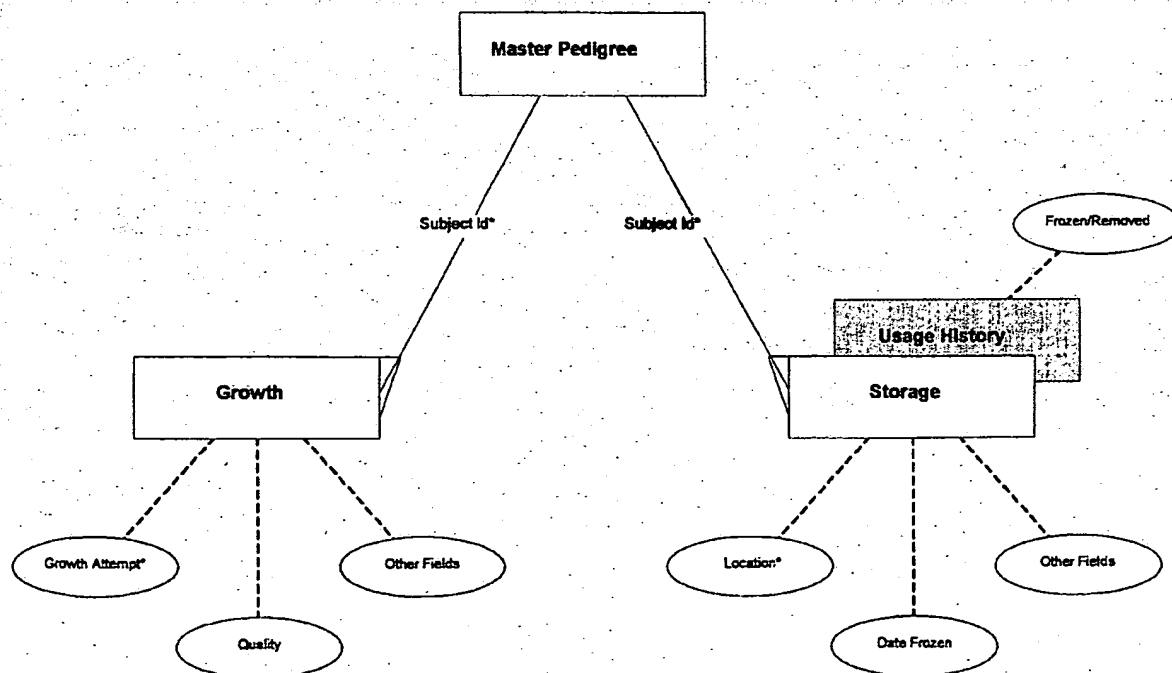 Master Pedigree
Subject Id*
Subject Id*
Frozen/Removed
Usage History
Growth
Storage
Growth Attempt*
Other Fields
Location*
Other Fields
Quality
Date Frozen